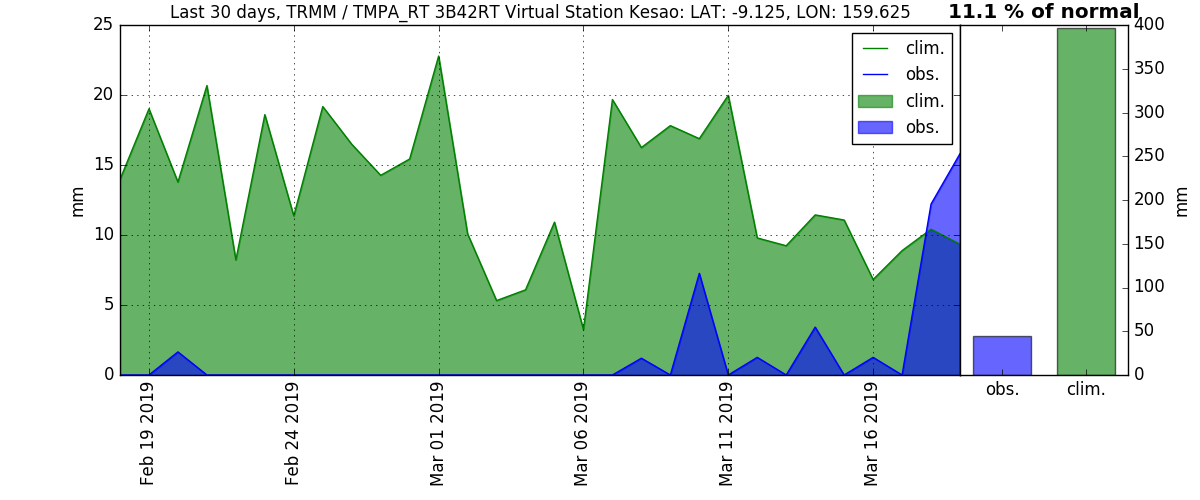 Last 30 days, TRMM / TMPA_RT 3B42RT Virtual Station Kesao: LAT: -9.125, LON: 159.625
11.1 % of normal
25
20
15
10
5
0
mm
clim.
obs.
clim.
obs.
400
350
300
250
200
150
100
50
0
mm
obs.
clim.
Feb 19 2019
Feb 24 2019
Mar 01 2019
Mar 06 2019
Mar 11 2019
Mar 16 2019